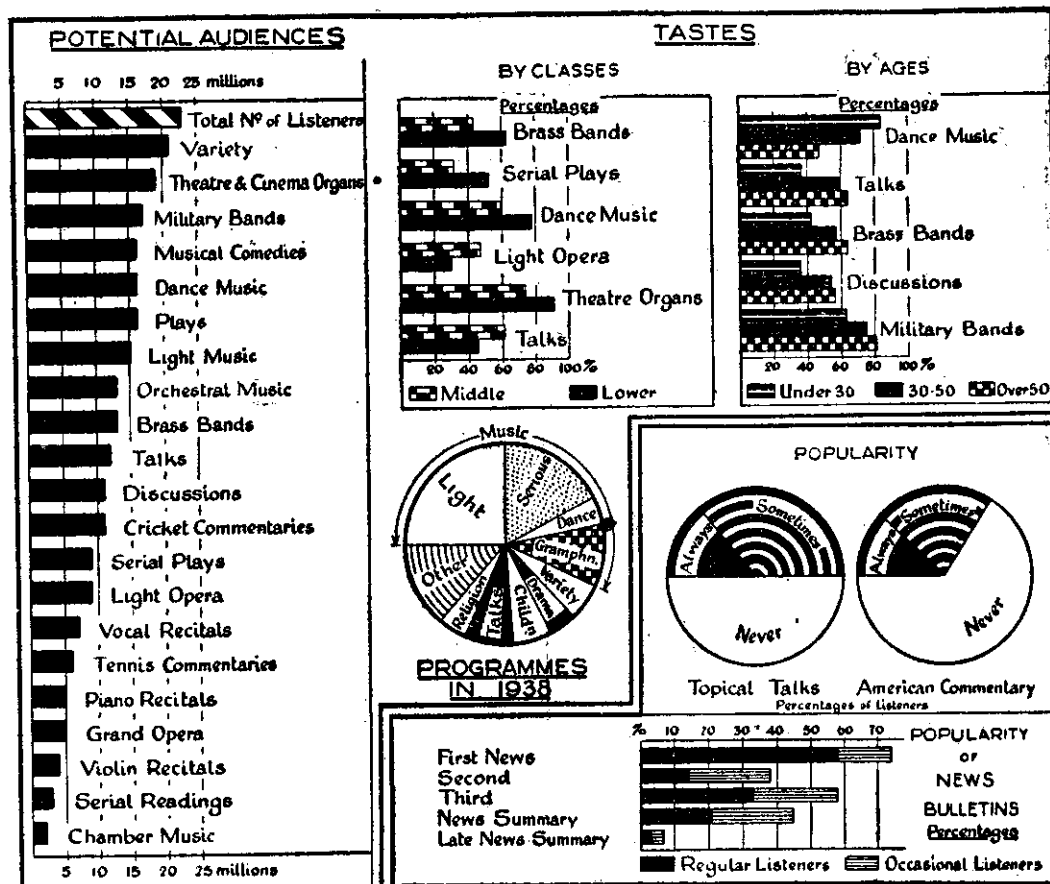 POTENTIAL AUDIENCES
5 10 15 20 25 millions
Total Nº of Listeners
Variety
Theatre & Cinema Organs
Military Bands
Musical Comedies
Dance Music
Plays
Light Music
Orchestral Music
Brass Bands
Talks
Discussions
Cricket Commentaries
Serial Plays
Light Opera
Vocal Recitals
Tennis Commentaries
Piano Recitals
Grand Opera
Violin Recitals
Serial Readings
Chamber Music
5 10 15 20 25 millions
TASTES
BY CLASSES
Percentages
Brass Bands
Serial Plays
Dance Music
Light Opera
Theatre Organs
Talks
20 40 60 80 100%
Middle Lower
BY AGES
Percentages
Dance Music
Talks
Brass Bands
Discussions
Military Bands
20 40 60 80 100%
Under 30 30-50 Over 50
Music
Light
Serious
Dance
Gramphn.
Variety
Drama
Child'n
Talks
Religion
Other
PROGRAMMES
IN 1938
POPULARITY
Always
Sometimes
Never
Topical Talks
Always
Sometimes
Never
American Commentary
Percentages of Listeners
% 10 20 30 40 50 60 70
First News
Second
Third
News Summary
Late News Summary
POPULARITY
OF
NEWS
BULLETINS
Percentages
Regular Listeners Occasional Listeners